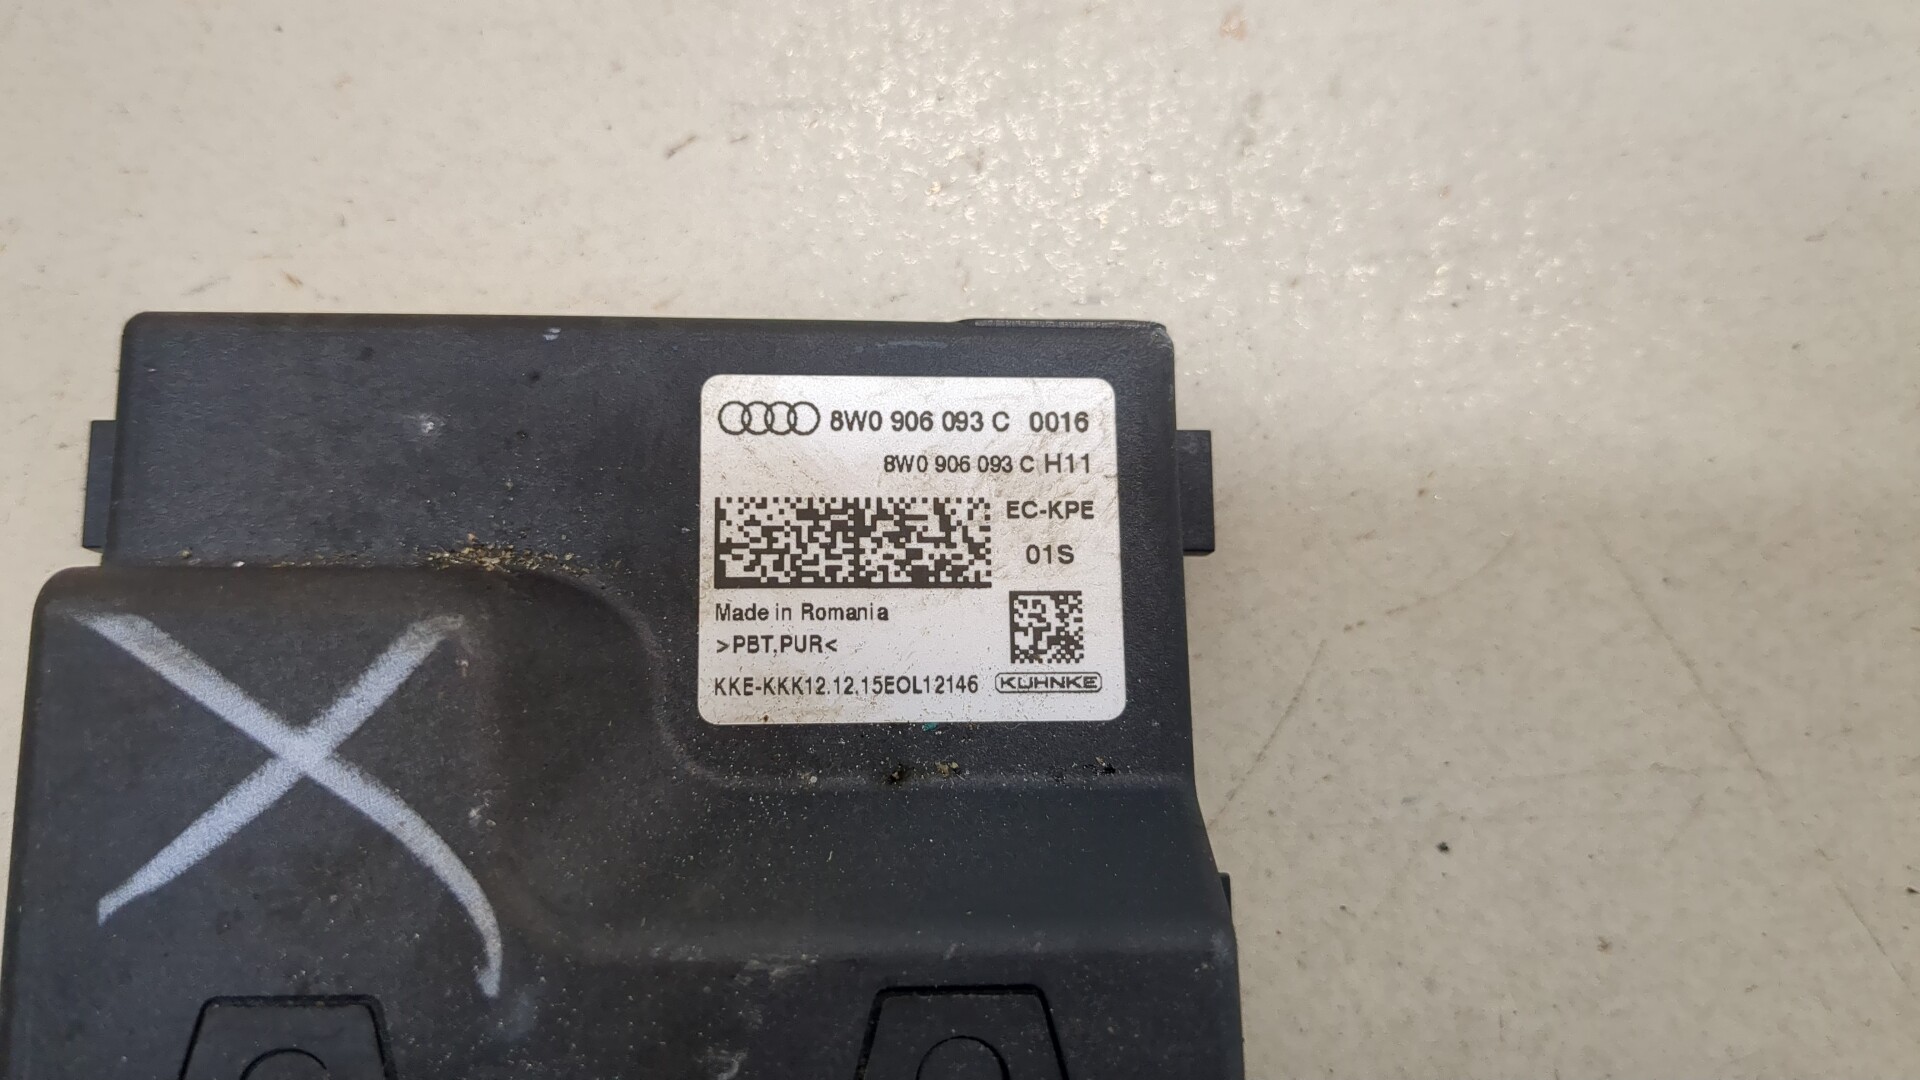 8W0 906 093 C 0016
8W0 906 093 C H11
EC-KPE
01S
Made in Romania
>PBT,PUR<
KKE-KKK12.12.15EOL12146 KUHNKE
X